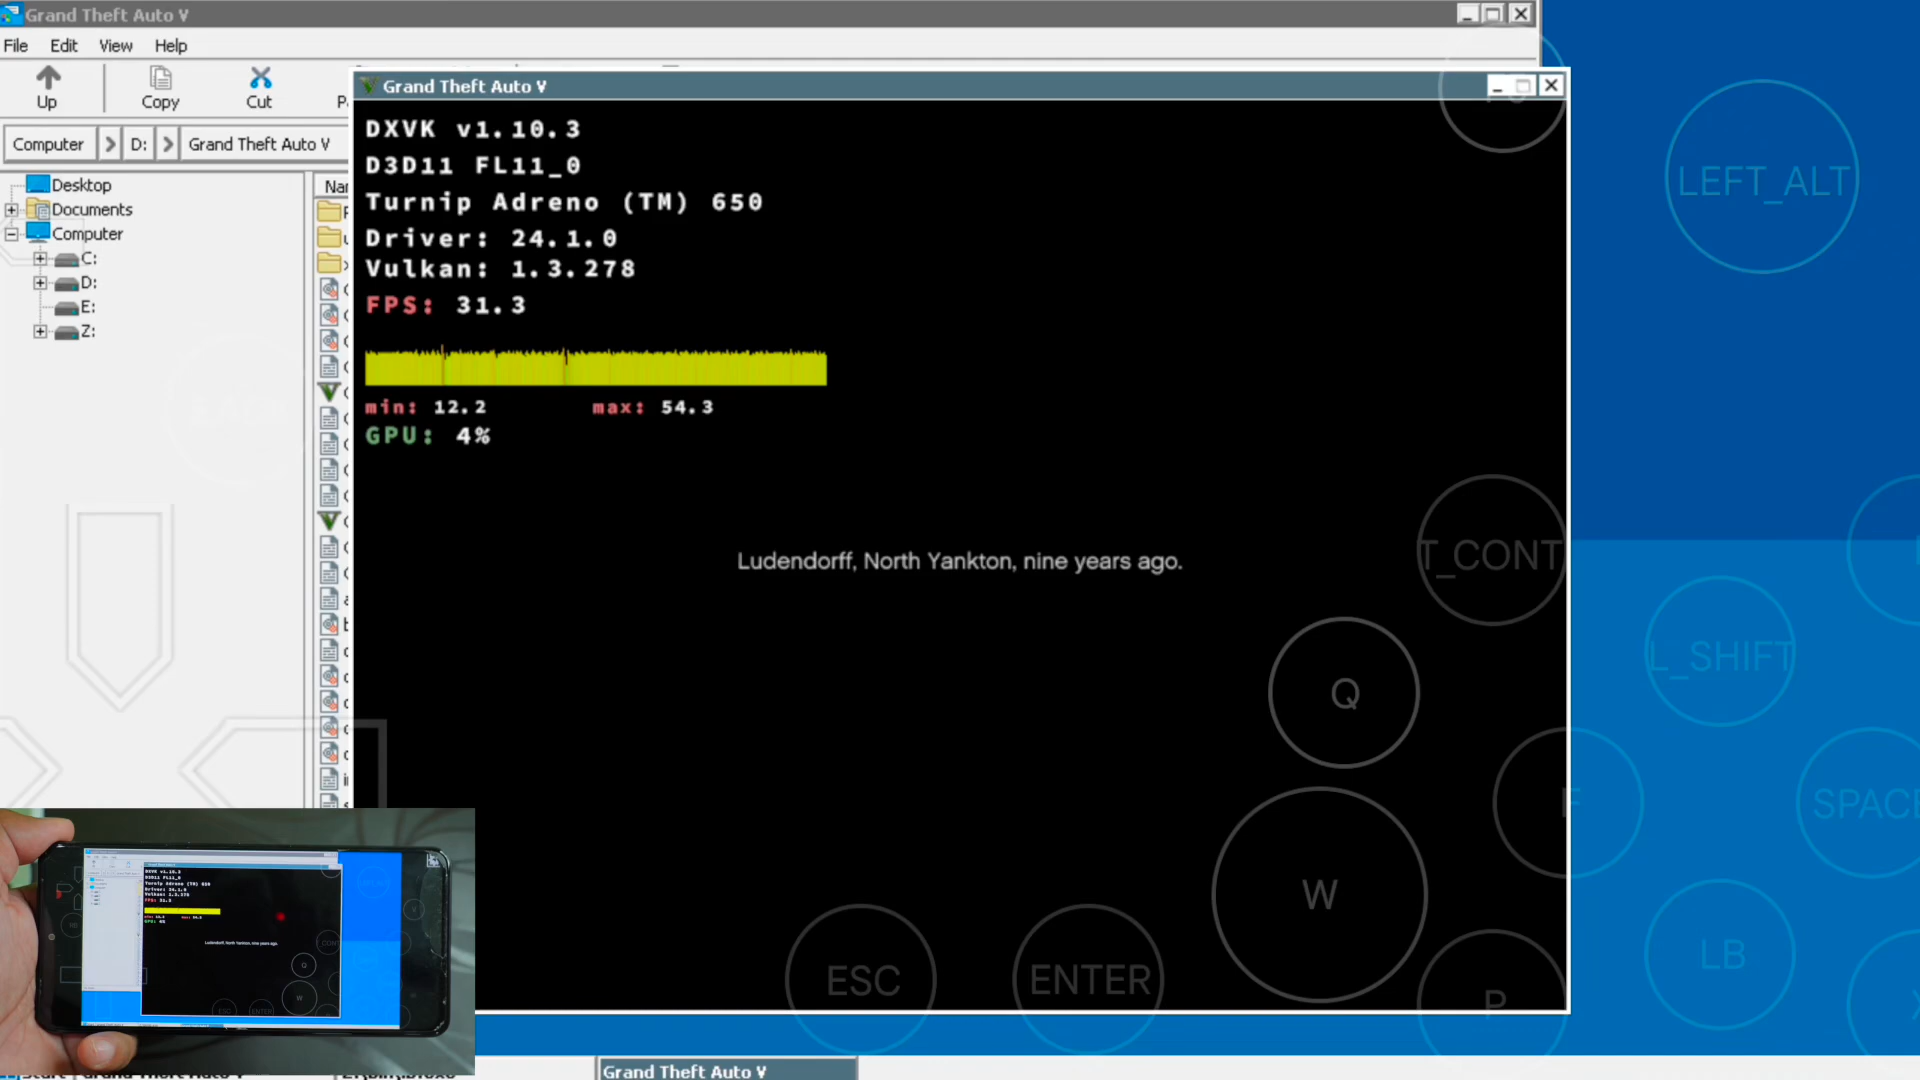 Grand Theft Auto V
File Edit View Help
Up Copy Cut
Computer D: Grand Theft Auto V
Desktop
Documents
Computer
C:
D:
E:
Z:
Grand Theft Auto V
DXVK v1.10.3
D3D11 FL11_0
Turnip Adreno (TM) 650
Driver: 24.1.0
Vulkan: 1.3.278
FPS: 31.3
min: 12.2 max: 54.3
GPU: 4%
Ludendorff, North Yankton, nine years ago.
LEFT_ALT
T_CONT
L_SHIFT
Q
F
SPACE
W
LB
ESC
ENTER
P
Grand Theft Auto V